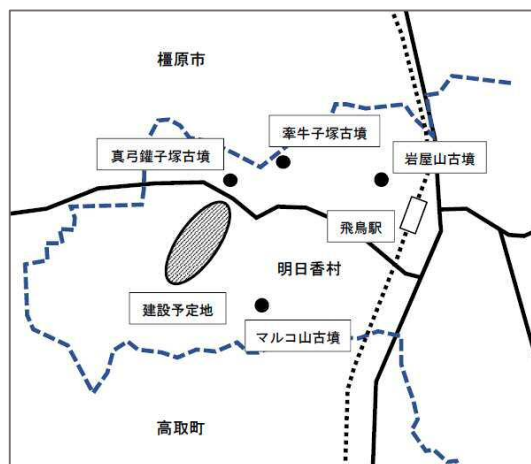 橿原市
牽牛子塚古墳
真弓鑵子塚古墳
岩屋山古墳
飛鳥駅
明日香村
建設予定地
マルコ山古墳
高取町